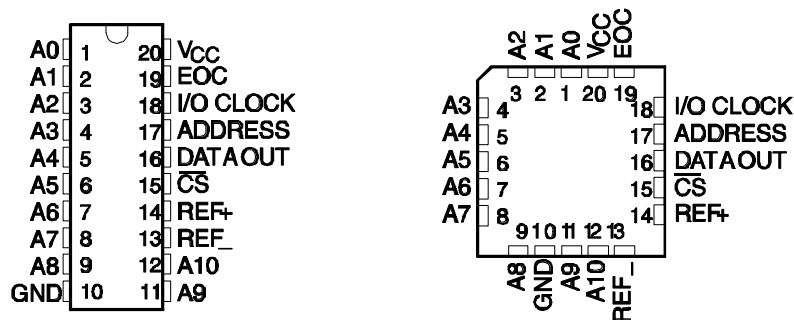 A0 1 20 VCC
A1 2 19 EOC
A2 3 18 I/O CLOCK
A3 4 17 ADDRESS
A4 5 16 DATA OUT
A5 6 15 CS
A6 7 14 REF+
A7 8 13 REF_
A8 9 12 A10
GND 10 11 A9
A2 A1 A0 VCC EOC
3 2 1 20 19
A3 4 18 I/O CLOCK
A4 5 17 ADDRESS
A5 6 16 DATA OUT
A6 7 15 CS
A7 8 14 REF+
9 10 11 12 13
A8 GND A9 A10 REF_